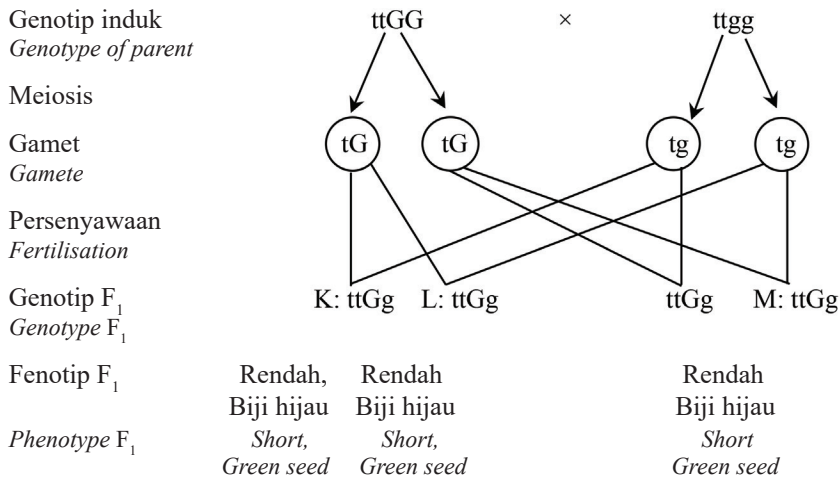 Genotip induk ttGG × ttgg
Genotype of parent
Meiosis
Gamet tG tG tg tg
Gamete
Persenyawaan
Fertilisation
Genotip F₁ K: ttGg L: ttGg ttGg M: ttGg
Genotype F₁
Fenotip F₁ Rendah, Rendah Rendah
Biji hijau Biji hijau Biji hijau
Phenotype F₁ Short, Short, Short
Green seed Green seed Green seed